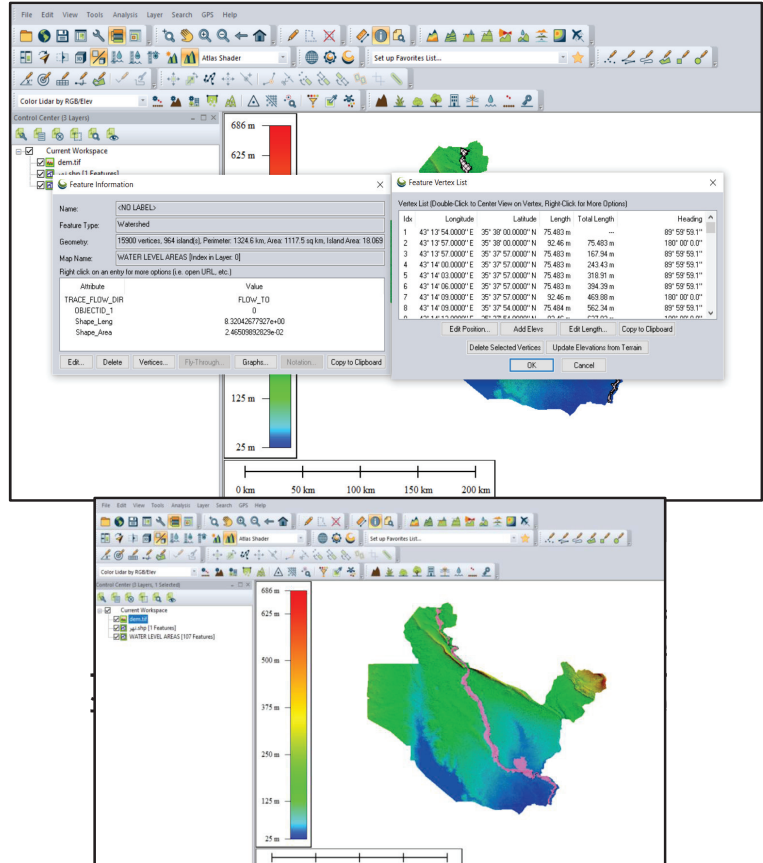 File Edit View Tools Analysis Layer Search GPS Help
Atlas Shader
Set up Favorites List...
Color Lidar by RGB/Elev
Control Center (3 Layers)
Current Workspace
dem.tif
.shp [1 Features]
686 m
625 m
125 m
25 m
0 km 50 km 100 km 150 km 200 km
Feature Information
Name: <NO LABEL>
Feature Type: Watershed
Geometry: 15900 vertices, 964 island(s), Perimeter: 1324.6 km, Area: 1117.5 sq km, Island Area: 18.069
Map Name: WATER LEVEL AREAS [Index in Layer: 0]
Right click on an entry for more options (i.e. open URL, etc.)
Attribute Value
TRACE_FLOW_DIR FLOW_TO
OBJECTID_1 0
Shape_Leng 8.32042677927e+00
Shape_Area 2.46509892829e-02
Edit... Delete Vertices... Fly-Through... Graphs... Notation... Copy to Clipboard
Feature Vertex List
Vertex List (Double-Click to Center View on Vertex, Right-Click for More Options)
Idx Longitude Latitude Length Total Length Heading
1 43° 13' 54.0000" E 35° 38' 00.0000" N 75.483 m --- 89° 59' 59.1"
2 43° 13' 57.0000" E 35° 38' 00.0000" N 92.46 m 75.483 m 180° 00' 0.0"
3 43° 13' 57.0000" E 35° 37' 57.0000" N 75.483 m 167.94 m 89° 59' 59.1"
4 43° 14' 00.0000" E 35° 37' 57.0000" N 75.483 m 243.43 m 89° 59' 59.1"
5 43° 14' 03.0000" E 35° 37' 57.0000" N 75.483 m 318.91 m 89° 59' 59.1"
6 43° 14' 06.0000" E 35° 37' 57.0000" N 75.483 m 394.39 m 89° 59' 59.1"
7 43° 14' 09.0000" E 35° 37' 57.0000" N 92.46 m 469.88 m 180° 00' 0.0"
8 43° 14' 09.0000" E 35° 37' 54.0000" N 75.484 m 562.34 m 89° 59' 59.1"
Edit Position... Add Elevs Edit Length... Copy to Clipboard
Delete Selected Vertices Update Elevations from Terrain
OK Cancel
File Edit View Tools Analysis Layer Search GPS Help
Atlas Shader
Set up Favorites List...
Color Lidar by RGB/Elev
Control Center (3 Layers, 1 Selected)
Current Workspace
dem.tif
.shp [1 Features]
WATER LEVEL AREAS [107 Features]
686 m
625 m
500 m
375 m
250 m
125 m
25 m